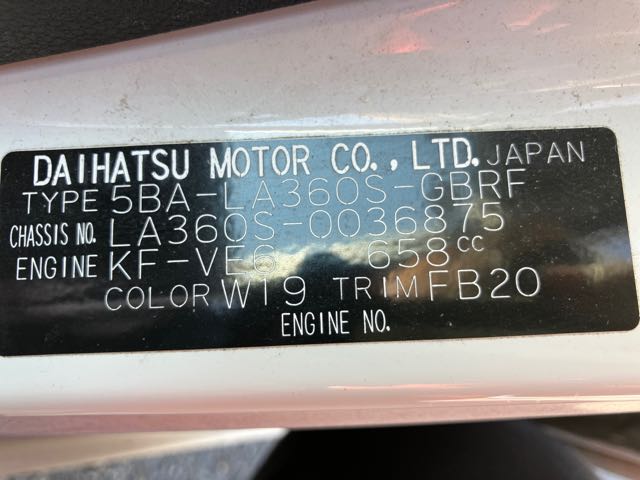 DAIHATSU MOTOR CO., LTD. JAPAN
TYPE 5BA-LA360S-GBRF
CHASSIS NO. LA360S-0036875
ENGINE KF-VE6 658CC
COLOR W19 TRIM FB20
ENGINE NO.